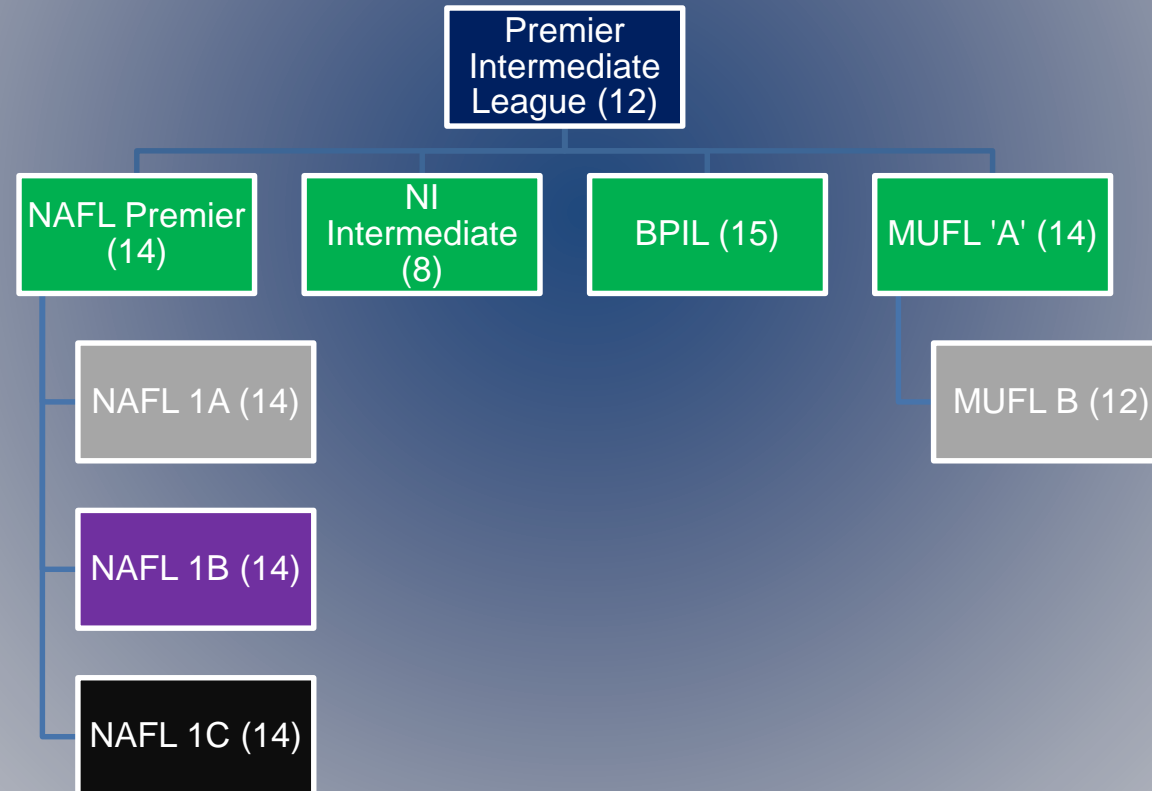 Premier
Intermediate
League (12)
NAFL Premier
(14)
NI
Intermediate
(8)
BPIL (15)
MUFL 'A' (14)
NAFL 1A (14)
MUFL B (12)
NAFL 1B (14)
NAFL 1C (14)